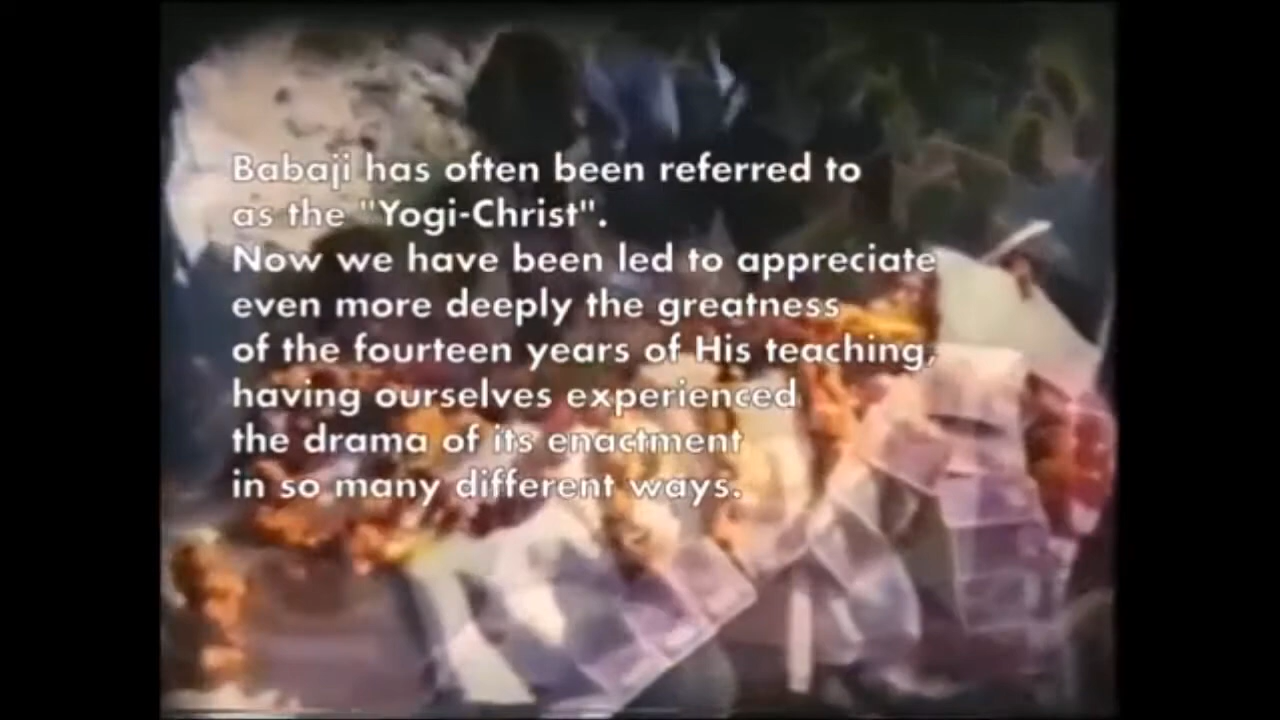 Babaji has often been referred to
as the "Yogi-Christ".
Now we have been led to appreciate
even more deeply the greatness
of the fourteen years of His teaching,
having ourselves experienced
the drama of its enactment
in so many different ways.